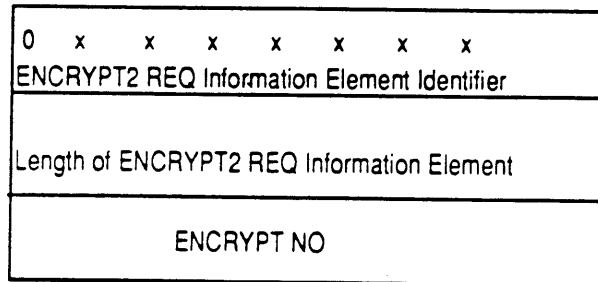 0 x x x x x x x
ENCRYPT2 REQ Information Element Identifier
Length of ENCRYPT2 REQ Information Element
ENCRYPT NO